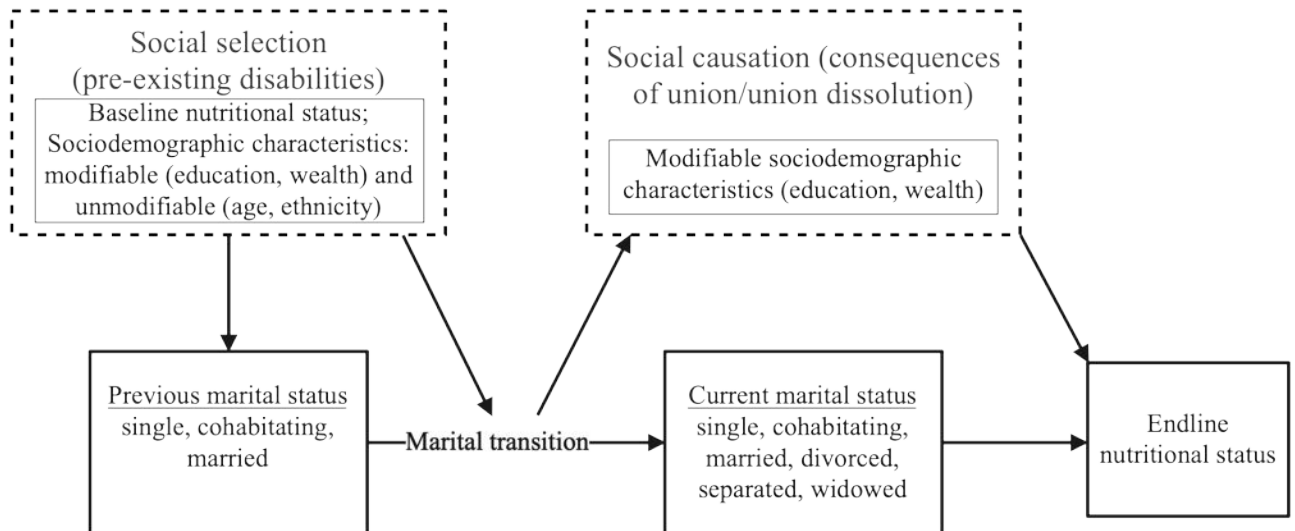 Social selection
(pre-existing disabilities)
Baseline nutritional status;
Sociodemographic characteristics:
modifiable (education, wealth) and
unmodifiable (age, ethnicity)
Social causation (consequences
of union/union dissolution)
Modifiable sociodemographic
characteristics (education, wealth)
Previous marital status
single, cohabitating,
married
Marital transition
Current marital status
single, cohabitating,
married, divorced,
separated, widowed
Endline
nutritional status